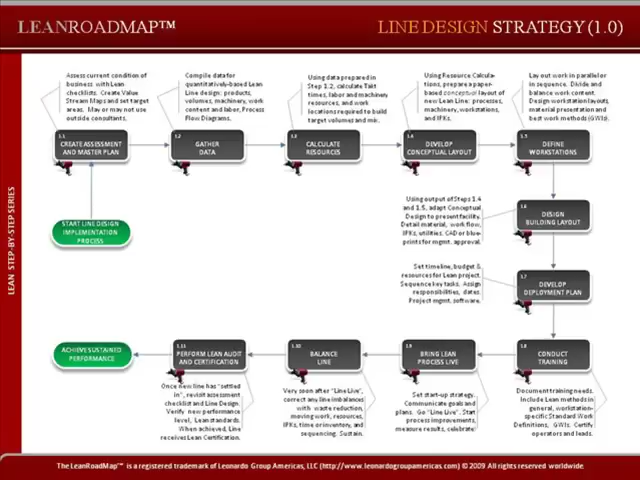 LEANROADMAP™
LINE DESIGN STRATEGY (1.0)
LEAN STEP-BY-STEP SERIES
Assess current condition of
business with Lean
checklists. Create Value
Stream Maps and set target
areas. May or may not use
outside consultants.
1.1
CREATE ASSESSMENT
AND MASTER PLAN
Compile data for
quantitatively-based Lean
Line design: products,
volumes, machinery, work
content and labor, Process
Flow Diagrams.
1.2
GATHER
DATA
Using data prepared in
Step 1.2, calculate Takt
times, labor and machinery
resources, and work
locations required to build
target volumes and mix.
1.3
CALCULATE
RESOURCES
Using Resource Calcula-
tions, prepare a paper-
based conceptual layout of
new Lean Line: processes,
machinery, workstations,
and IPKs.
1.4
DEVELOP
CONCEPTUAL LAYOUT
Lay out work in parallel or
in sequence. Divide and
balance work content.
Design workstation layouts,
material presentation and
best work methods (GWIs).
1.5
DEFINE
WORKSTATIONS
START LINE DESIGN
IMPLEMENTATION
PROCESS
Using output of Steps 1.4
and 1.5, adapt Conceptual
Design to present facility.
Detail material, work flow,
IPKs, utilities. CAD or blue-
prints for mgmt. approval.
1.6
DESIGN
BUILDING LAYOUT
Set timeline, budget &
resources for Lean project.
Sequence key tasks. Assign
responsibilities, dates.
Project mgmt. software.
1.7
DEVELOP
DEPLOYMENT PLAN
1.8
CONDUCT
TRAINING
Document training needs.
Include Lean methods in
general, workstation-
specific Standard Work
Definitions, GWIs. Certify
operators and leads.
1.9
BRING LEAN
PROCESS LIVE
Set start-up strategy.
Communicate goals and
plans. Go "Line Live". Start
process improvements,
measure results, celebrate!
1.10
BALANCE
LINE
Very soon after "Line Live",
correct any line imbalances
with waste reduction,
moving work, resources,
IPKs, time or inventory, and
sequencing. Sustain.
1.11
PERFORM LEAN AUDIT
AND CERTIFICATION
Once new line has "settled
in", revisit assessment
checklist and Line Design.
Verify new performance
level, Lean standards.
When achieved, Line
receives Lean Certification.
ACHIEVE SUSTAINED
PERFORMANCE
The LeanRoadMap™ is a registered trademark of Leonardo Group Americas, LLC (http://www.leonardogroupamericas.com) © 2009 All rights reserved worldwide.